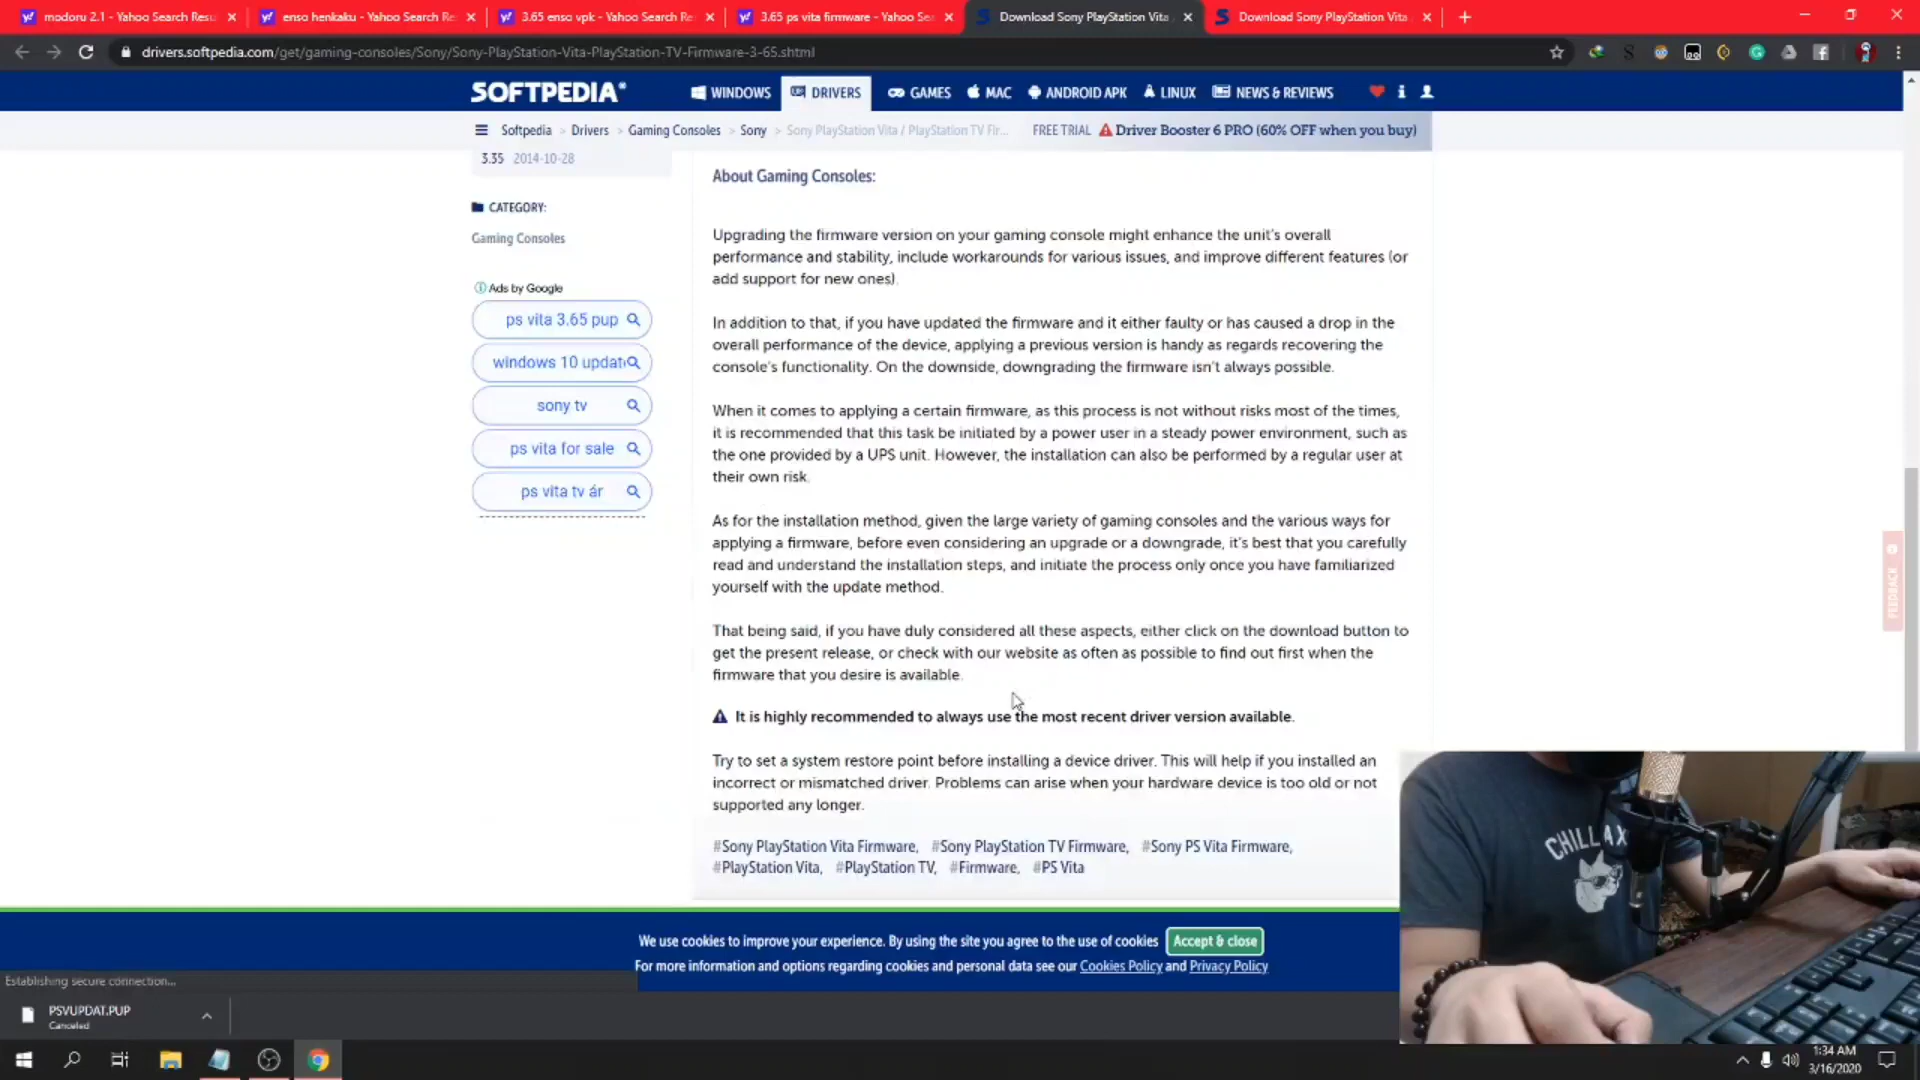 modoru 2.1 - Yahoo Search Resu
enso henkaku - Yahoo Search Re
3.65 enso vpk - Yahoo Search Re
3.65 ps vita firmware - Yahoo Se
Download Sony PlayStation Vita
Download Sony PlayStation Vita
drivers.softpedia.com/get/gaming-consoles/Sony/Sony-PlayStation-Vita-PlayStation-TV-Firmware-3-65.shtml
SOFTPEDIA®
WINDOWS
DRIVERS
GAMES
MAC
ANDROID APK
LINUX
NEWS & REVIEWS
Softpedia > Drivers > Gaming Consoles > Sony > Sony PlayStation Vita / PlayStation TV Fir...
FREE TRIAL Driver Booster 6 PRO (60% OFF when you buy)
3.35 2014-10-28
CATEGORY:
Gaming Consoles
Ads by Google
ps vita 3.65 pup
windows 10 updat
sony tv
ps vita for sale
ps vita tv ár
About Gaming Consoles:
Upgrading the firmware version on your gaming console might enhance the unit's overall
performance and stability, include workarounds for various issues, and improve different features (or
add support for new ones).
In addition to that, if you have updated the firmware and it either faulty or has caused a drop in the
overall performance of the device, applying a previous version is handy as regards recovering the
console's functionality. On the downside, downgrading the firmware isn't always possible.
When it comes to applying a certain firmware, as this process is not without risks most of the times,
it is recommended that this task be initiated by a power user in a steady power environment, such as
the one provided by a UPS unit. However, the installation can also be performed by a regular user at
their own risk.
As for the installation method, given the large variety of gaming consoles and the various ways for
applying a firmware, before even considering an upgrade or a downgrade, it's best that you carefully
read and understand the installation steps, and initiate the process only once you have familiarized
yourself with the update method.
That being said, if you have duly considered all these aspects, either click on the download button to
get the present release, or check with our website as often as possible to find out first when the
firmware that you desire is available.
It is highly recommended to always use the most recent driver version available.
Try to set a system restore point before installing a device driver. This will help if you installed an
incorrect or mismatched driver. Problems can arise when your hardware device is too old or not
supported any longer.
#Sony PlayStation Vita Firmware, #Sony PlayStation TV Firmware, #Sony PS Vita Firmware,
#PlayStation Vita, #PlayStation TV, #Firmware, #PS Vita
FEEDBACK
We use cookies to improve your experience. By using the site you agree to the use of cookies
Accept & close
For more information and options regarding cookies and personal data see our Cookies Policy and Privacy Policy
Establishing secure connection...
PSVUPDAT.PUP
Canceled
CHILLAX
1:34 AM
3/16/2020